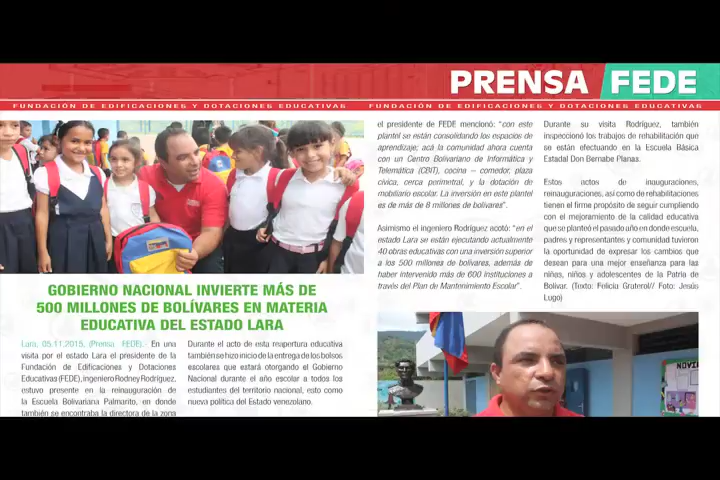 PRENSA FEDE
FUNDACIÓN DE EDIFICACIONES Y DOTACIONES EDUCATIVAS
FUNDACIÓN DE EDIFICACIONES Y DOTACIONES EDUCATIVAS
GOBIERNO NACIONAL INVIERTE MÁS DE
500 MILLONES DE BOLÍVARES EN MATERIA
EDUCATIVA DEL ESTADO LARA
Lara, 05.11.2015, (Prensa FEDE).- En una
visita por el estado Lara el presidente de la
Fundación de Edificaciones y Dotaciones
Educativas (FEDE), ingeniero Rodney Rodríguez,
estuvo presente en la reinauguración de
la Escuela Bolivariana Palmarito, en donde
también se encontraba la directora de la zona
Durante el acto de esta reapertura educativa
también se hizo inicio de la entrega de los bolsos
escolares que estará otorgando el Gobierno
Nacional durante el año escolar a todos los
estudiantes del territorio nacional, esto como
nueva política del Estado venezolano.
el presidente de FEDE mencionó: "con este
plantel se están consolidando los espacios de
aprendizaje; acá la comunidad ahora cuenta
con un Centro Bolivariano de Informática y
Telemática (CBIT), cocina – comedor, plaza
cívica, cerca perimetral, y la dotación de
mobiliario escolar. La inversión en este plantel
es de más de 8 millones de bolívares".
Asimismo el ingeniero Rodríguez acotó: "en el
estado Lara se están ejecutando actualmente
40 obras educativas con una inversión superior
a los 500 millones de bolívares, además de
haber intervenido más de 600 instituciones a
través del Plan de Mantenimiento Escolar".
Durante su visita Rodríguez, también
inspeccionó los trabajos de rehabilitación que
se están efectuando en la Escuela Básica
Estadal Don Bernabe Planas.
Estos actos de inauguraciones,
reinauguraciones, así como de rehabilitaciones
tienen el firme propósito de seguir cumpliendo
con el mejoramiento de la calidad educativa
que se planteó el pasado año en donde escuela,
padres y representantes y comunidad tuvieron
la oportunidad de expresar los cambios que
desean para una mejor enseñanza para las
niñas, niños y adolescentes de la Patria de
Bolívar. (Texto: Felicia Graterol// Foto: Jesús
Lugo)